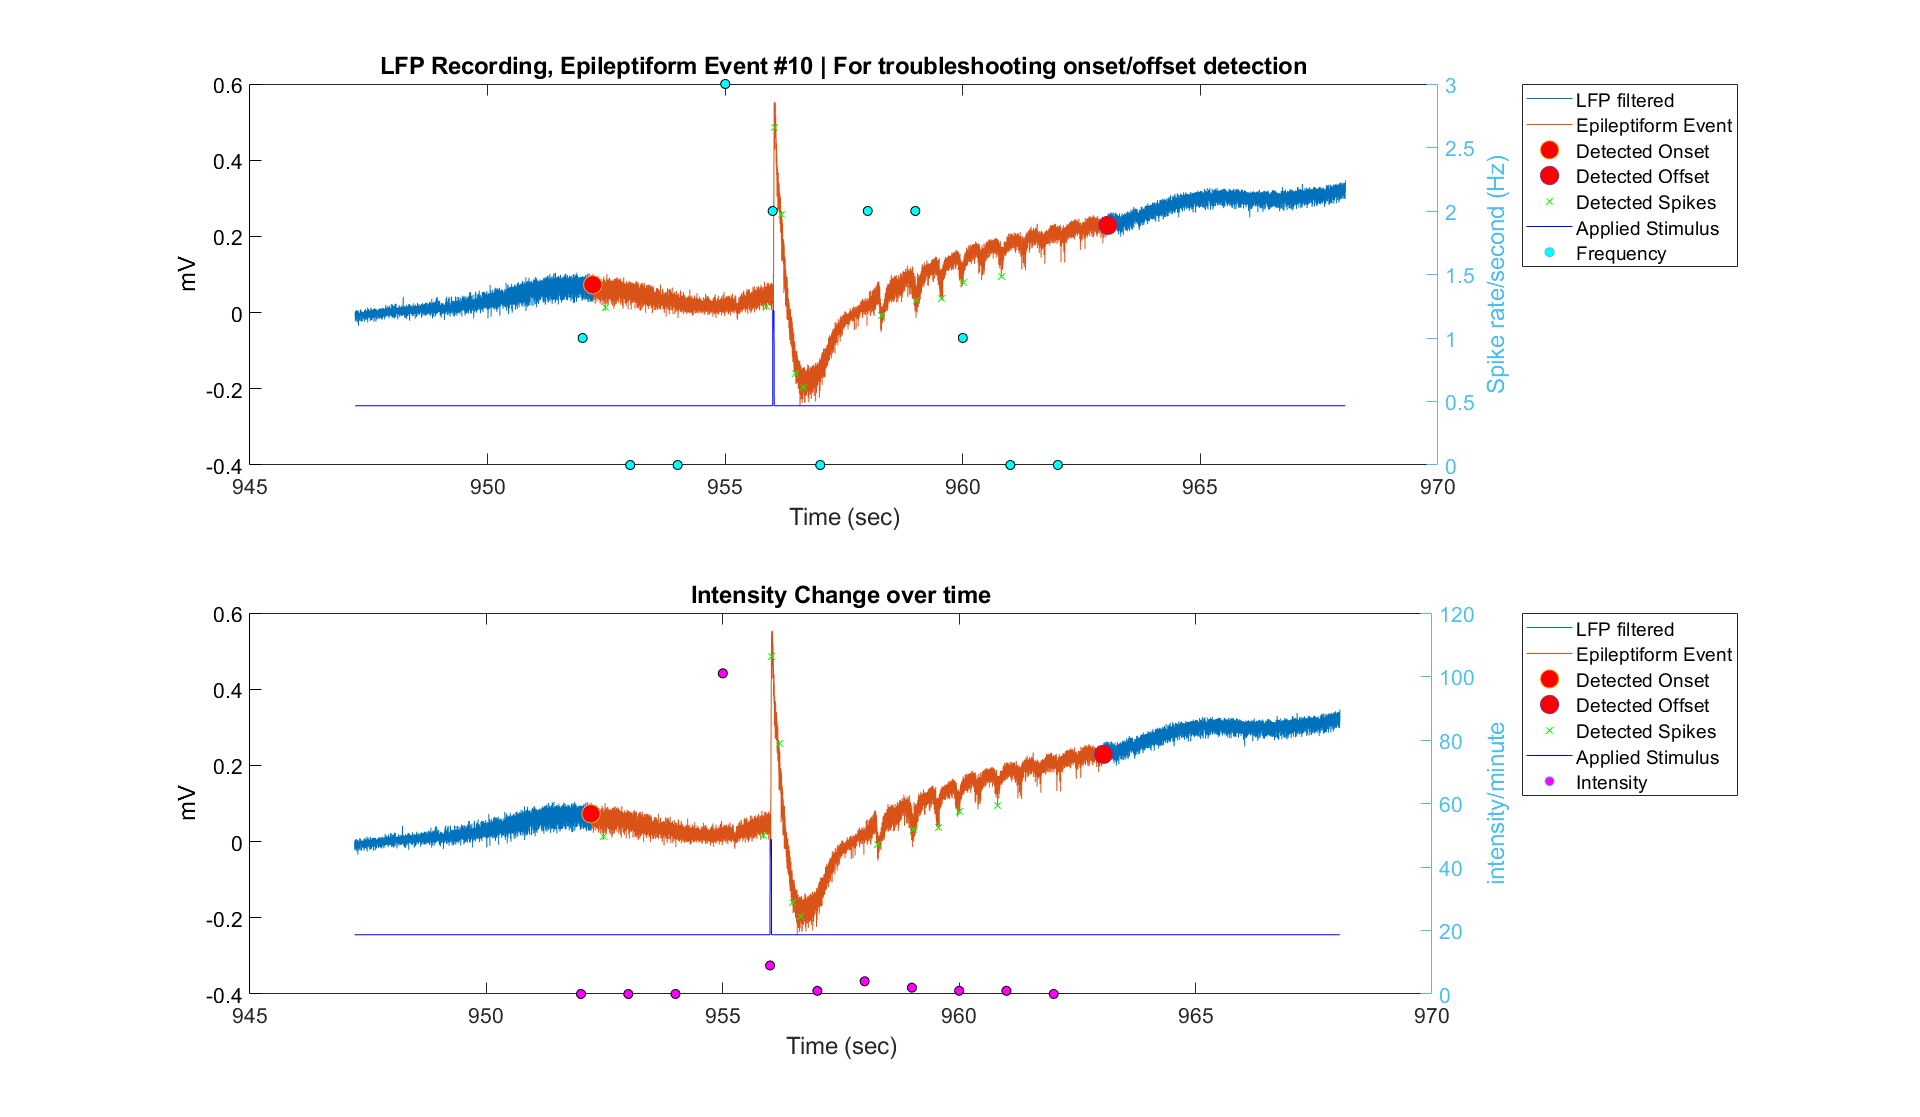 LFP Recording, Epileptiform Event #10 | For troubleshooting onset/offset detection
0.6
0.4
0.2
0
-0.2
-0.4
mV
945
950
955
960
965
970
Time (sec)
3
2.5
2
1.5
1
0.5
0
Spike rate/second (Hz)
LFP filtered
Epileptiform Event
Detected Onset
Detected Offset
Detected Spikes
Applied Stimulus
Frequency
Intensity Change over time
0.6
0.4
0.2
0
-0.2
-0.4
mV
945
950
955
960
965
970
Time (sec)
120
100
80
60
40
20
0
intensity/minute
LFP filtered
Epileptiform Event
Detected Onset
Detected Offset
Detected Spikes
Applied Stimulus
Intensity